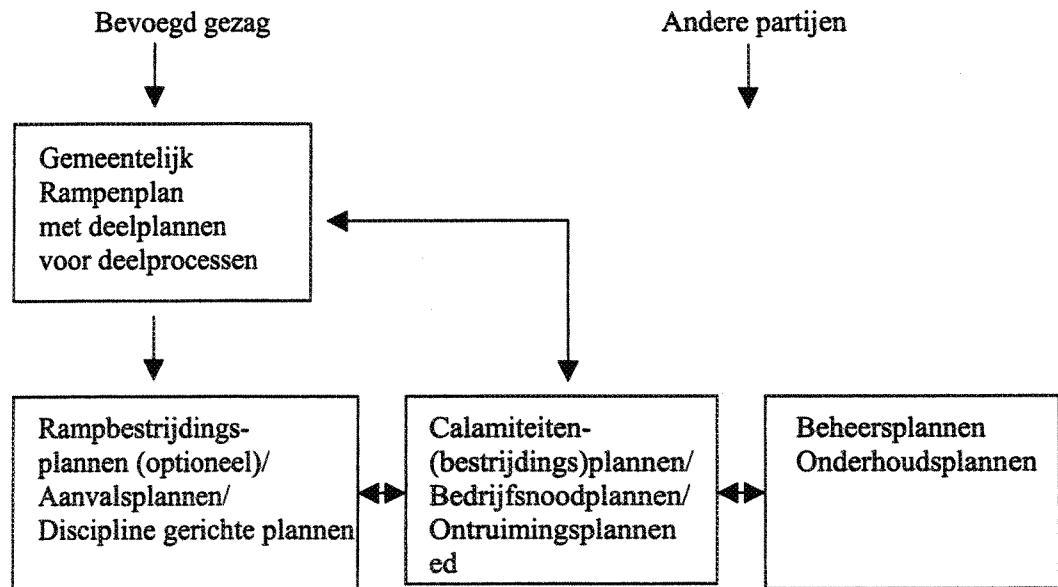 Bevoegd gezag
Andere partijen
Gemeentelijk
Rampenplan
met deelplannen
voor deelprocessen
Rampbestrijdings-
plannen (optioneel)/
Aanvalsplannen/
Discipline gerichte plannen
Calamiteiten-
(bestrijdings)plannen/
Bedrijfsnoodplannen/
Ontruimingsplannen
ed
Beheersplannen
Onderhoudsplannen